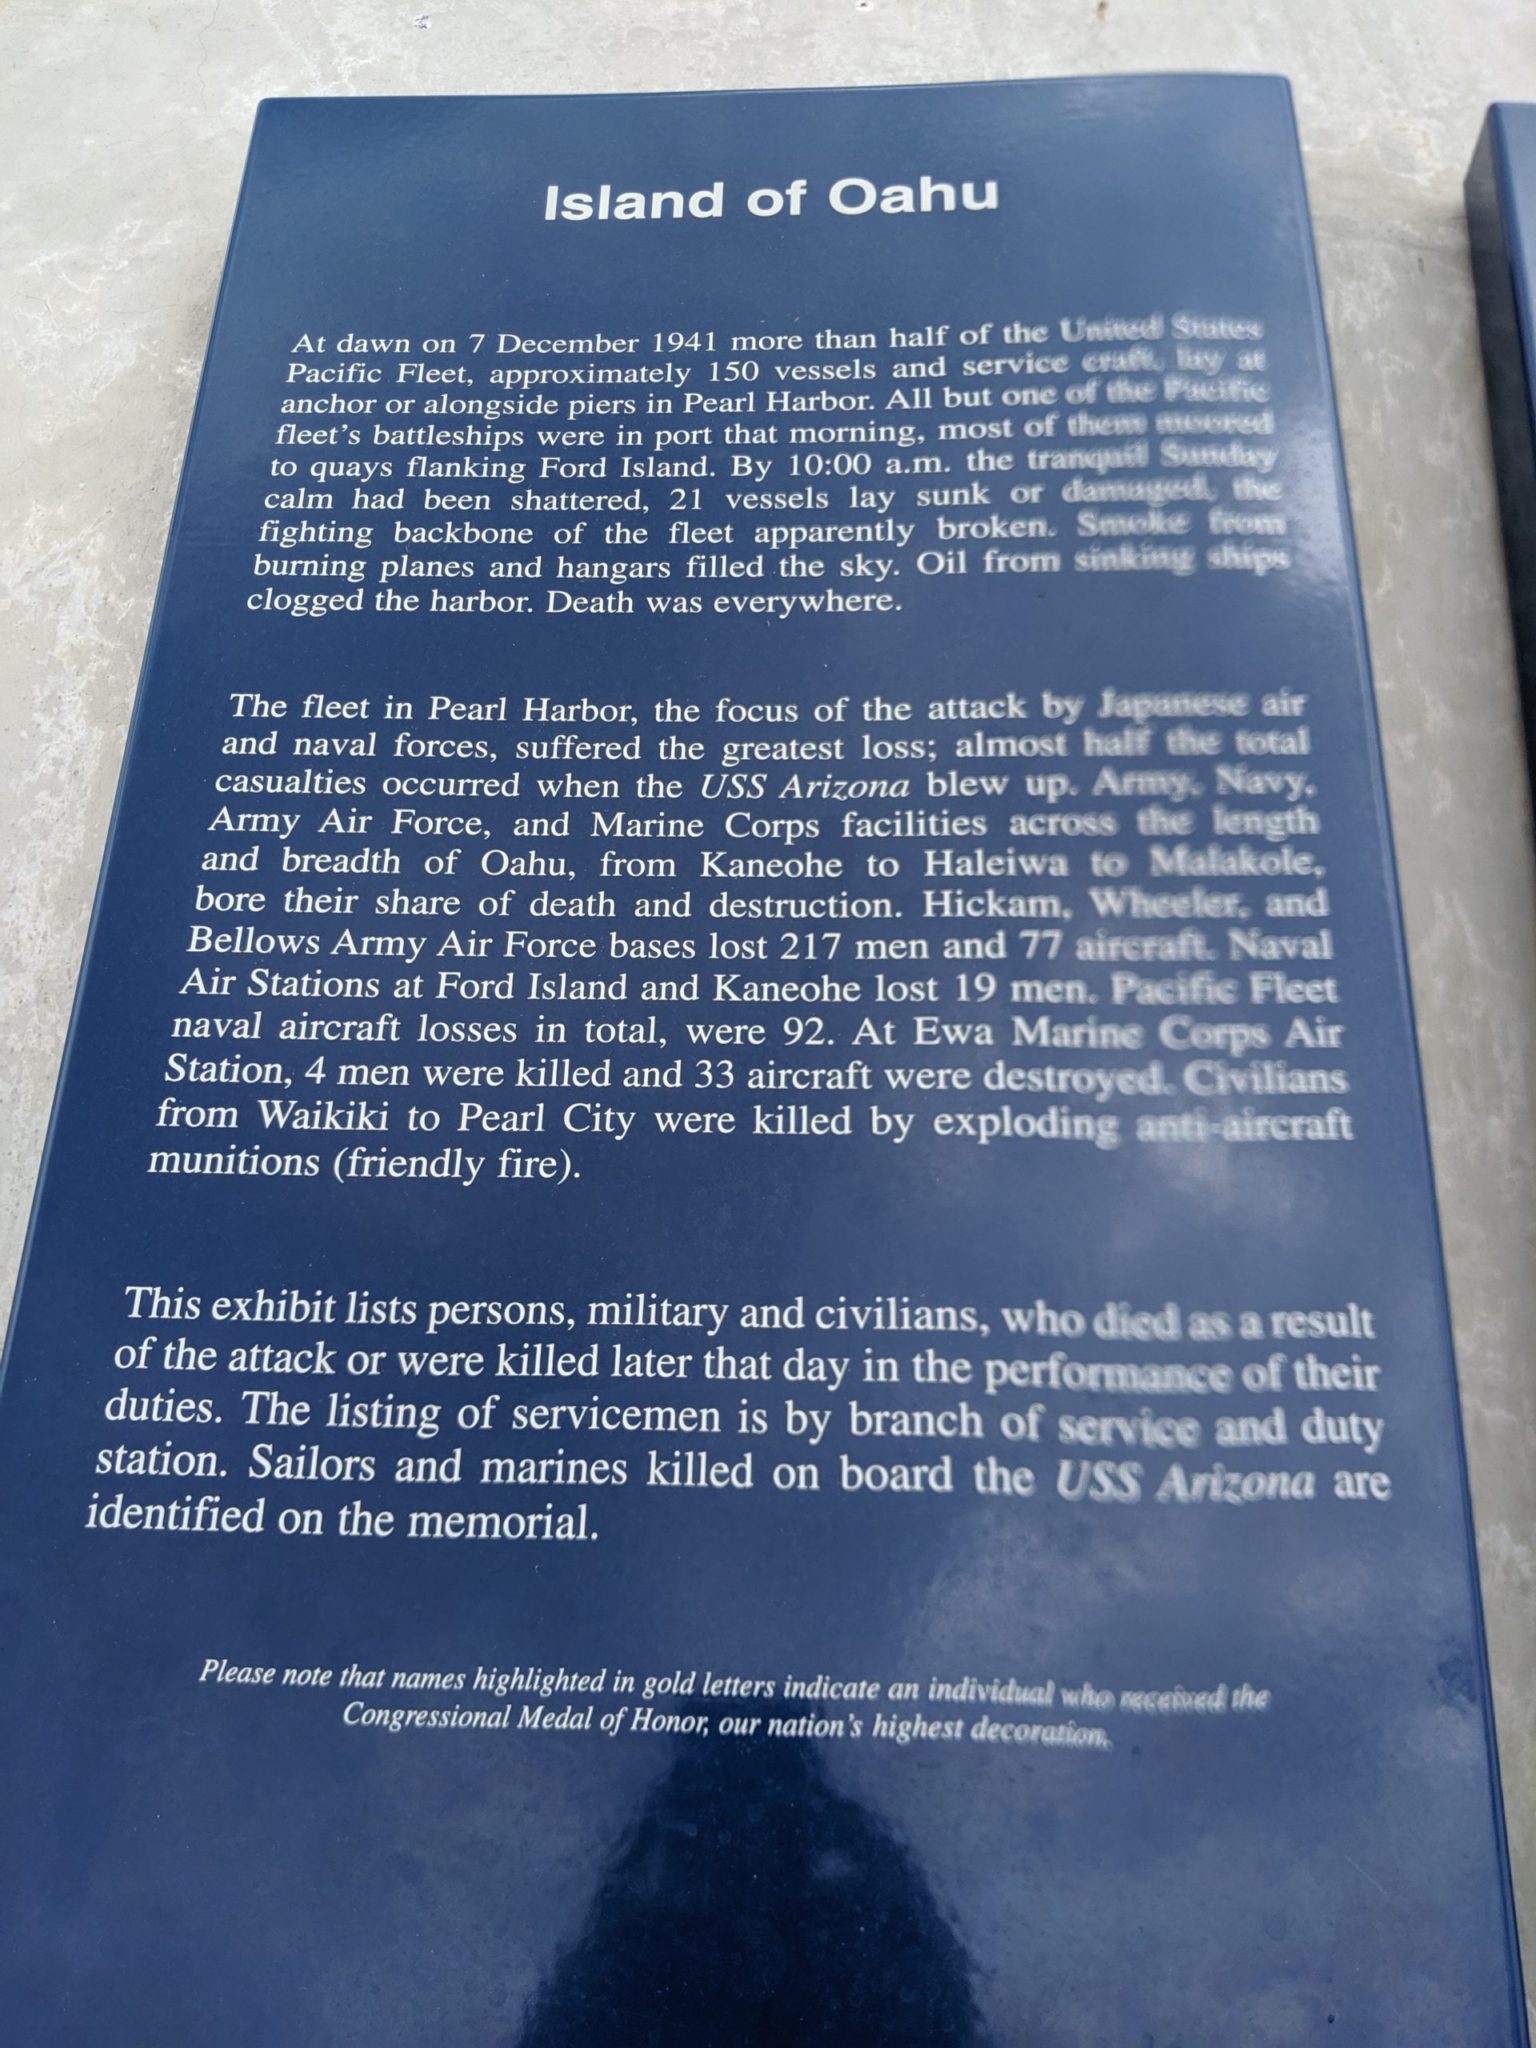 Island of Oahu
At dawn on 7 December 1941 more than half of the United States
Pacific Fleet, approximately 150 vessels and service craft, lay at
anchor or alongside piers in Pearl Harbor. All but one of the Pacific
fleet's battleships were in port that morning, most of them moored
to quays flanking Ford Island. By 10:00 a.m. the tranquil Sunday
calm had been shattered, 21 vessels lay sunk or damaged, the
fighting backbone of the fleet apparently broken. Smoke from
burning planes and hangars filled the sky. Oil from sinking ships
clogged the harbor. Death was everywhere.
The fleet in Pearl Harbor, the focus of the attack by Japanese air
and naval forces, suffered the greatest loss; almost half the total
casualties occurred when the USS Arizona blew up. Army, Navy,
Army Air Force, and Marine Corps facilities across the length
and breadth of Oahu, from Kaneohe to Haleiwa to Malakole,
bore their share of death and destruction. Hickam, Wheeler, and
Bellows Army Air Force bases lost 217 men and 77 aircraft. Naval
Air Stations at Ford Island and Kaneohe lost 19 men. Pacific Fleet
naval aircraft losses in total, were 92. At Ewa Marine Corps Air
Station, 4 men were killed and 33 aircraft were destroyed. Civilians
from Waikiki to Pearl City were killed by exploding anti-aircraft
munitions (friendly fire).
This exhibit lists persons, military and civilians, who died as a result
of the attack or were killed later that day in the performance of their
duties. The listing of servicemen is by branch of service and duty
station. Sailors and marines killed on board the USS Arizona are
identified on the memorial.
Please note that names highlighted in gold letters indicate an individual who received the
Congressional Medal of Honor, our nation's highest decoration.